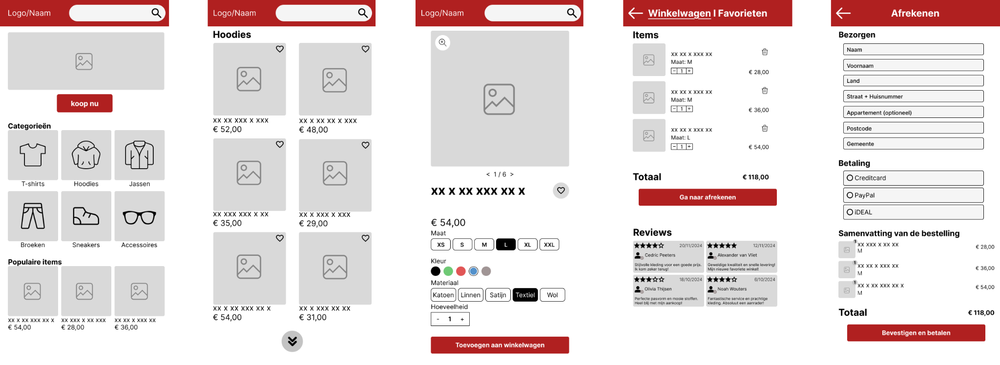 Logo/Naam
koop nu
Categorieën
T-shirts Hoodies Jassen
Broeken Sneakers Accessoires
Populaire items
xx x xx xxx xx x xx xxx x xx xxx xx xx x xxx xx
€ 54,00 € 28,00 € 36,00
Logo/Naam
Hoodies
xx xx xxx x xxx xx x xx xx x xxx
€ 52,00 € 48,00
xx xxx xxx x xx xx x xxx x xxx
€ 35,00 € 29,00
xx x xx xxx xx x xx x xxx xx xx
€ 54,00 € 31,00
Logo/Naam
< 1 / 6 >
xx x xx xxx xx x
€ 54,00
Maat
XS S M L XL XXL
Kleur
Materiaal
Katoen Linnen Satijn Textiel Wol
Hoeveelheid
- 1 +
Toevoegen aan winkelwagen
Winkelwagen I Favorieten
Items
xx xx x xxx xx
Maat: M
− 1 + € 28,00
xx xx x xxx xx
Maat: M
− 1 + € 36,00
xx xx x xxx xx
Maat: L
− 1 + € 54,00
Totaal € 118,00
Ga naar afrekenen
Reviews
20/11/2024
Cedric Peeters
Stijlvolle kleding voor een goede prijs.
Ik kom zeker terug!
12/11/2024
Alexander van Vliet
Geweldige kwaliteit en snelle levering!
Mijn nieuwe favoriete winkel!
18/10/2024
Olivia Thijsen
Perfecte pasvorm en mooie stoffen.
Heel blij met mijn aankoop!
6/10/2024
Noah Wouters
Fantastische service en prachtige
kleding. Absoluut een aanrader!
Afrekenen
Bezorgen
Naam
Voornaam
Land
Straat + Huisnummer
Appartement (optioneel)
Postcode
Gemeente
Betaling
Creditcard
PayPal
iDEAL
Samenvatting van de bestelling
1 xx xxx x xx xx
M € 28,00
1 xx xx x xxx xx
M € 36,00
1 xx x xx xxx xx x
M € 54,00
Totaal € 118,00
Bevestigen en betalen